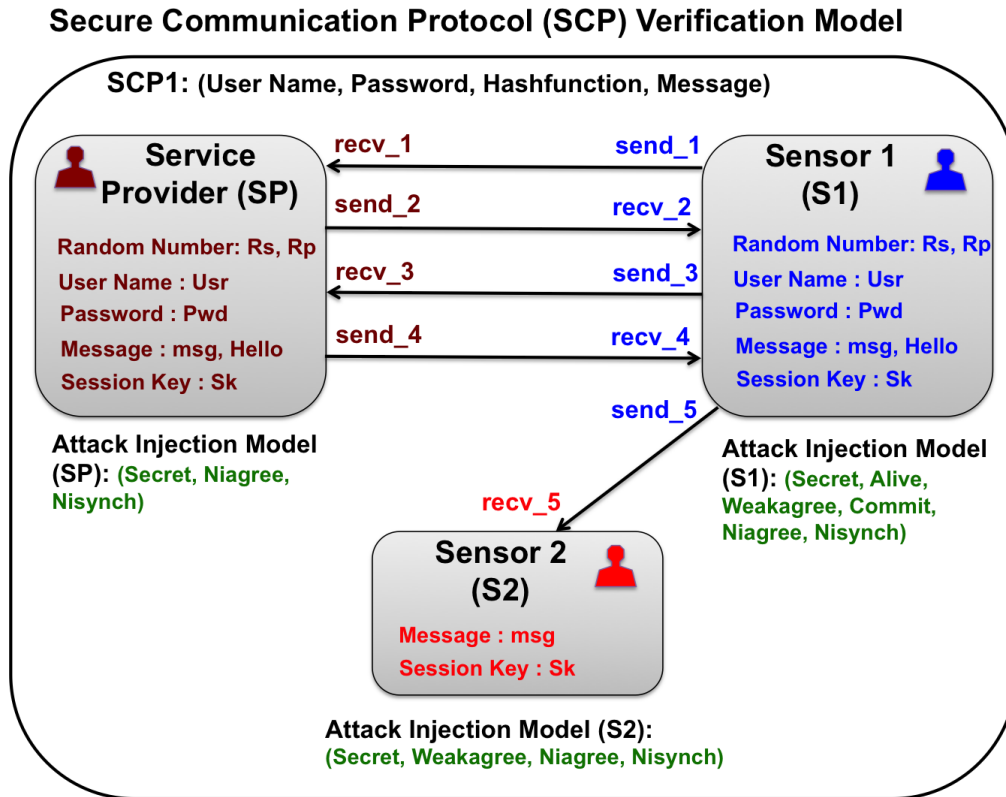 Secure Communication Protocol (SCP) Verification Model
SCP1: (User Name, Password, Hashfunction, Message)
Service
Provider (SP)
Random Number: Rs, Rp
User Name : Usr
Password : Pwd
Message : msg, Hello
Session Key : Sk
recv_1
send_1
send_2
recv_2
recv_3
send_3
send_4
recv_4
Sensor 1
(S1)
Random Number: Rs, Rp
User Name : Usr
Password : Pwd
Message : msg, Hello
Session Key : Sk
send_5
recv_5
Attack Injection Model
(SP): (Secret, Niagree,
Nisynch)
Attack Injection Model
(S1): (Secret, Alive,
Weakagree, Commit,
Niagree, Nisynch)
Sensor 2
(S2)
Message : msg
Session Key : Sk
Attack Injection Model (S2):
(Secret, Weakagree, Niagree, Nisynch)